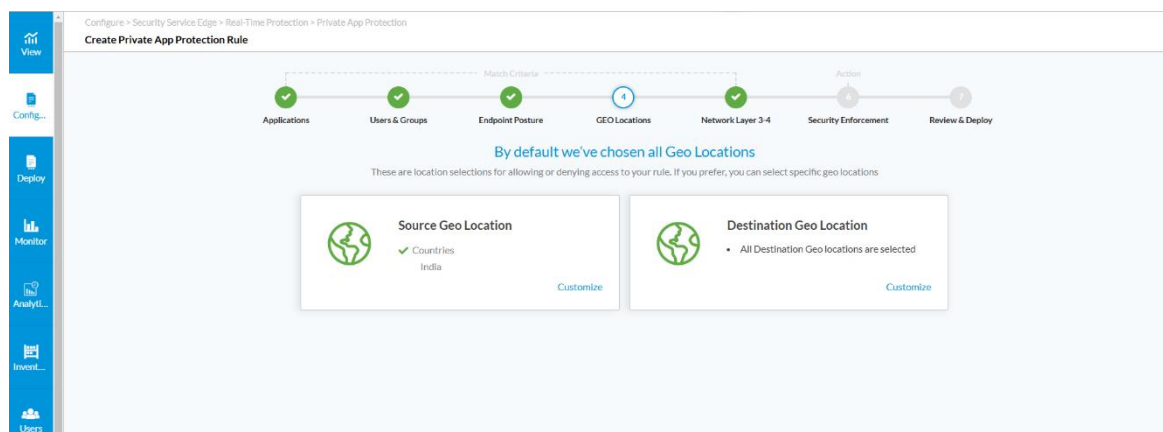 Configure > Security Service Edge > Real-Time Protection > Private App Protection
Create Private App Protection Rule
View
Config...
Deploy
Monitor
Analyti...
Invent...
Users
Match Criteria
Action
4
6
7
Applications
Users & Groups
Endpoint Posture
GEO Locations
Network Layer 3-4
Security Enforcement
Review & Deploy
By default we've chosen all Geo Locations
These are location selections for allowing or denying access to your rule. If you prefer, you can select specific geo locations
Source Geo Location
Countries
India
Customize
Destination Geo Location
• All Destination Geo locations are selected
Customize